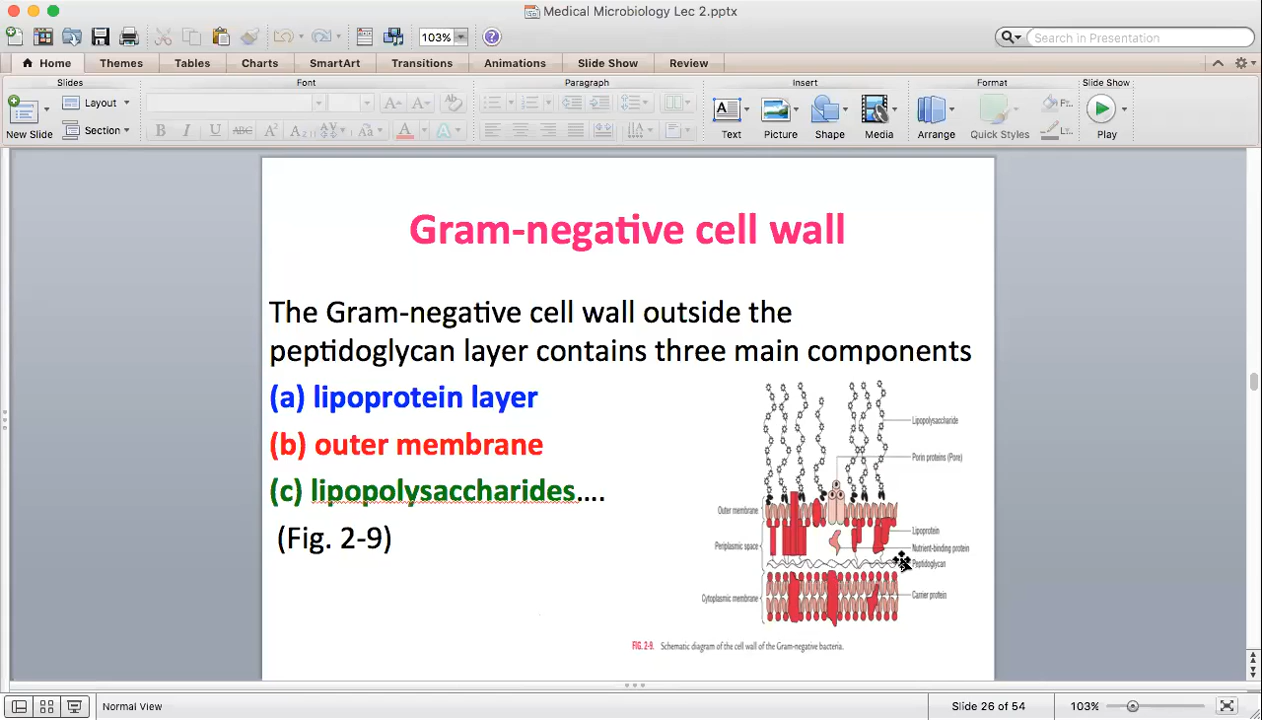 Medical Microbiology Lec 2.pptx
103%
Search in Presentation
Home Themes Tables Charts SmartArt Transitions Animations Slide Show Review
Slides Font Paragraph Insert Format Slide Show
New Slide Layout Section
B I U ABC A² A₂ AV Aa A A
Text Picture Shape Media Arrange Quick Styles Play
Gram-negative cell wall
The Gram-negative cell wall outside the
peptidoglycan layer contains three main components
(a) lipoprotein layer
(b) outer membrane
(c) lipopolysaccharides....
(Fig. 2-9)
Lipopolysaccharide
Porin proteins (Pore)
Outer membrane
Lipoprotein
Periplasmic space
Nutrient-binding protein
Peptidoglycan
Cytoplasmic membrane
Carrier protein
FIG. 2-9. Schematic diagram of the cell wall of the Gram-negative bacteria.
Normal View
Slide 26 of 54
103%